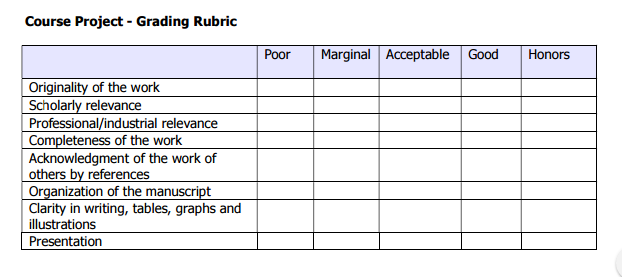 Course Project - Grading Rubric
Poor Marginal Acceptable Good Honors
Originality of the work
Scholarly relevance
Professional/industrial relevance
Completeness of the work
Acknowledgment of the work of
others by references
Organization of the manuscript
Clarity in writing, tables, graphs and
illustrations
Presentation